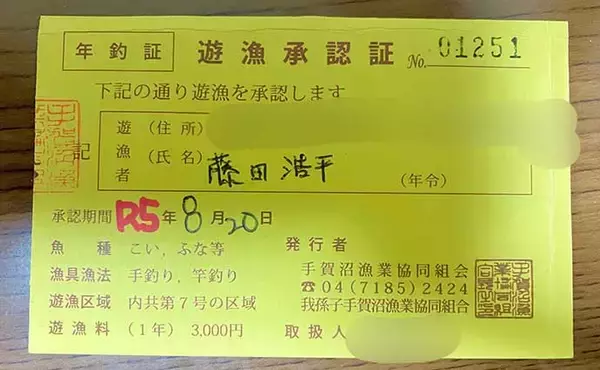 年釣証 遊漁承認証 No. 01251
下記の通り遊漁を承認します
記 遊漁者 (住所)
(氏名) 藤田浩平
(年令)
承認期間 R5年8月20日
魚種 こい,ふな等
漁具漁法 手釣り,竿釣り
遊漁区域 内共第7号の区域
遊漁料 (1年) 3,000円
発行者
手賀沼漁業協同組会
☎04(7185)2424
我孫子手賀沼漁業協同組合
取扱人